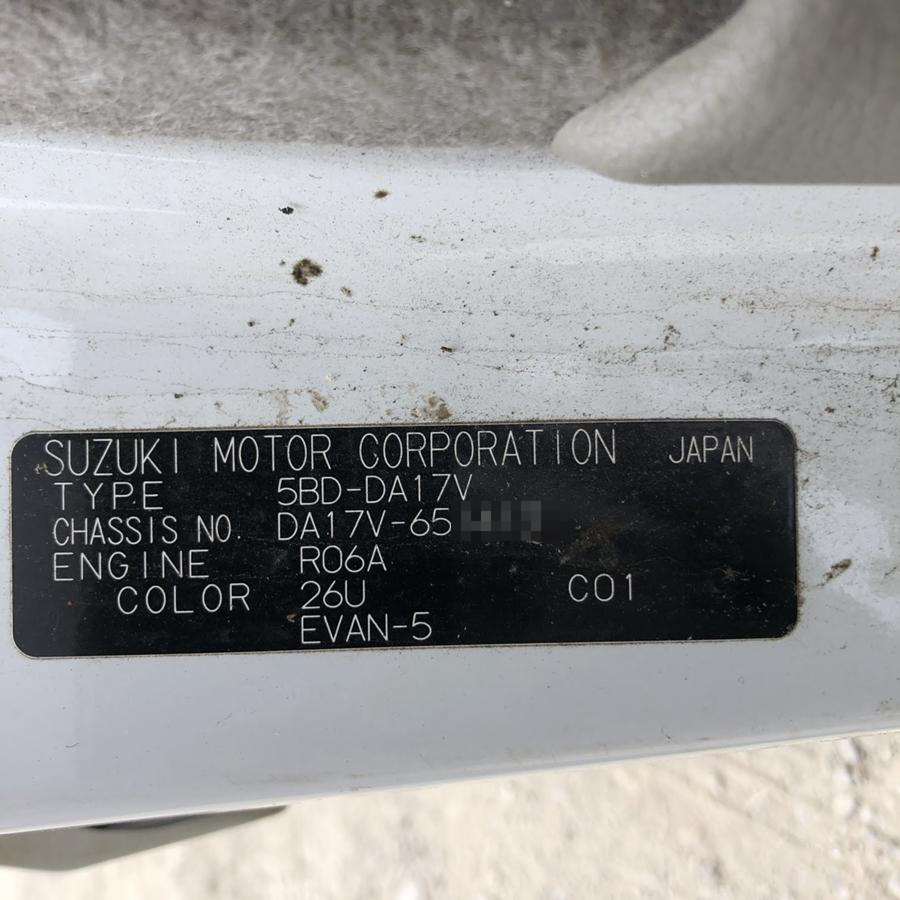 SUZUKI MOTOR CORPORATION JAPAN
TYPE 5BD-DA17V
CHASSIS NO. DA17V-65
ENGINE R06A
COLOR 26U C01
EVAN-5